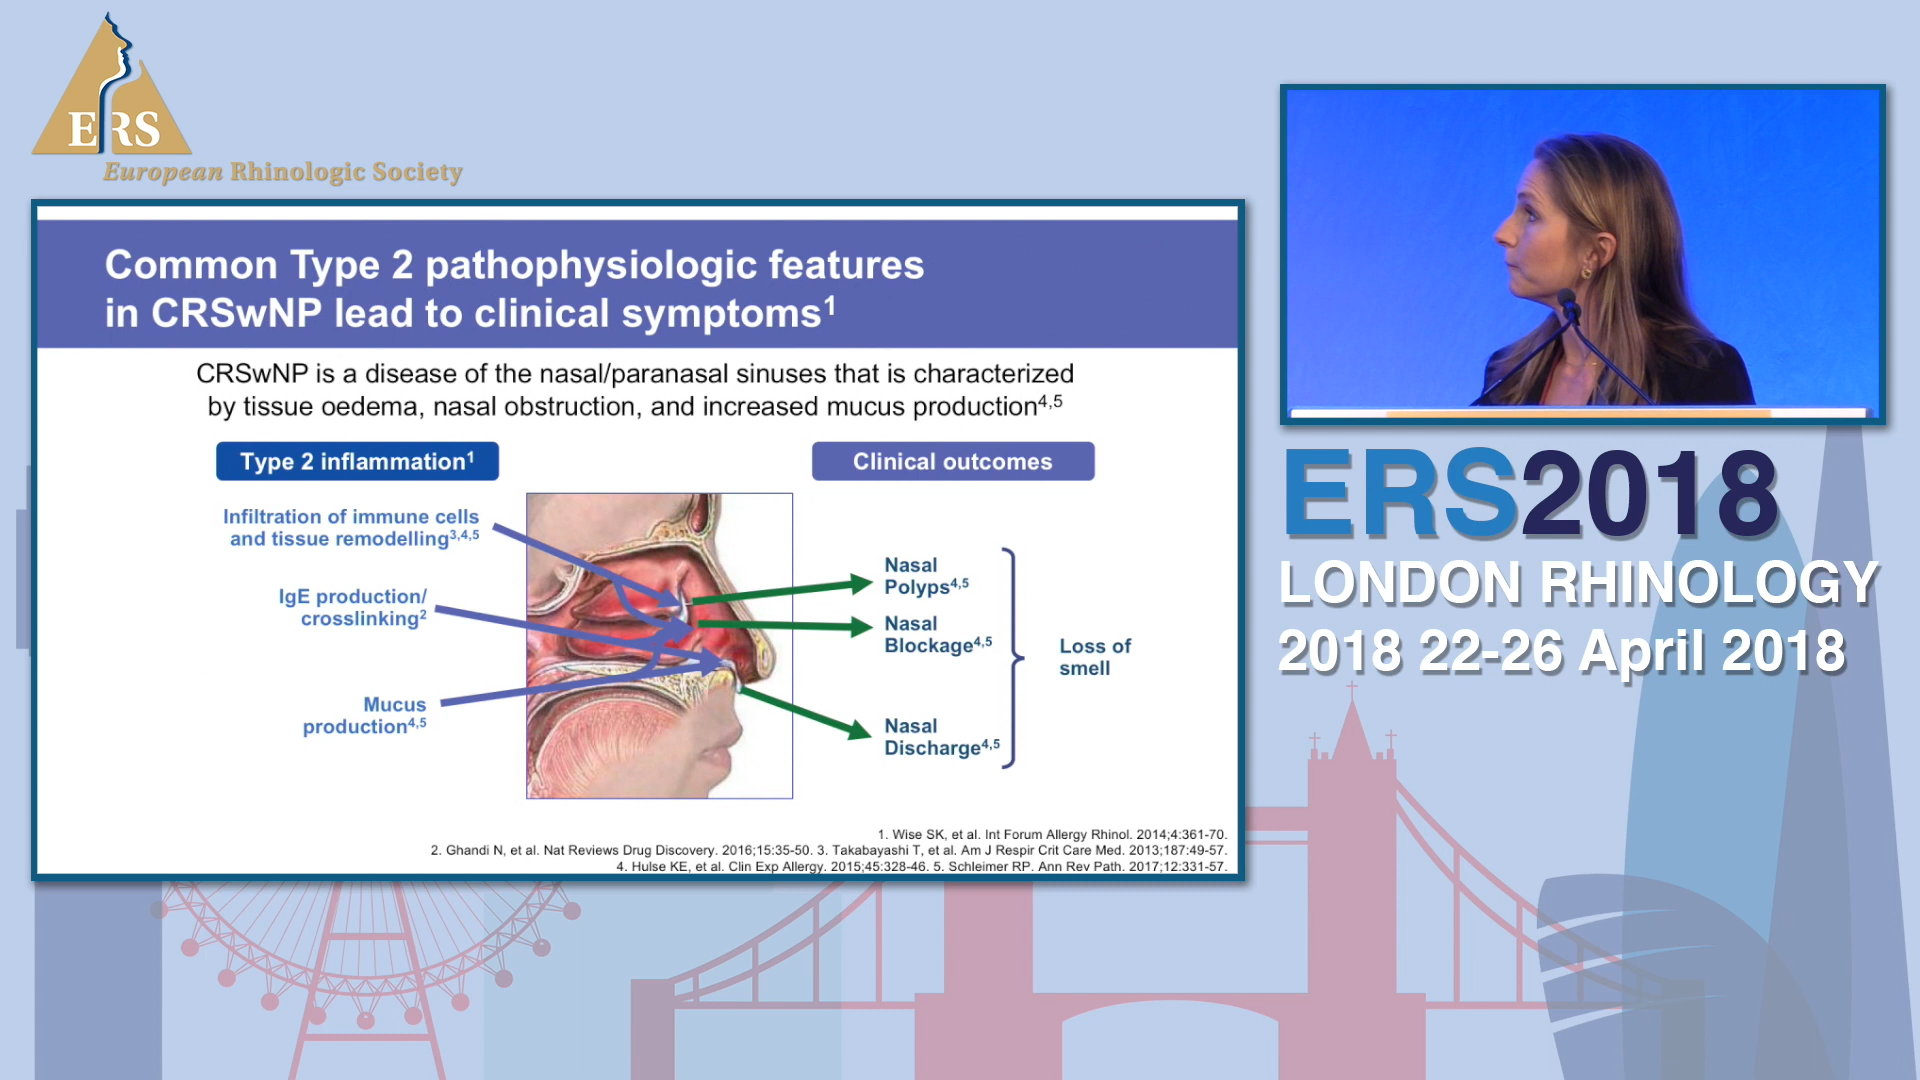 ERS
European Rhinologic Society
Common Type 2 pathophysiologic features
in CRSwNP lead to clinical symptoms¹
CRSwNP is a disease of the nasal/paranasal sinuses that is characterized
by tissue oedema, nasal obstruction, and increased mucus production⁴,⁵
Type 2 inflammation¹
Infiltration of immune cells
and tissue remodelling³,⁴,⁵
IgE production/
crosslinking²
Mucus
production⁴,⁵
Clinical outcomes
Nasal
Polyps⁴,⁵
Nasal
Blockage⁴,⁵
Nasal
Discharge⁴,⁵
Loss of
smell
1. Wise SK, et al. Int Forum Allergy Rhinol. 2014;4:361-70.
2. Ghandi N, et al. Nat Reviews Drug Discovery. 2016;15:35-50. 3. Takabayashi T, et al. Am J Respir Crit Care Med. 2013;187:49-57.
4. Hulse KE, et al. Clin Exp Allergy. 2015;45:328-46. 5. Schleimer RP. Ann Rev Path. 2017;12:331-57.
ERS2018
LONDON RHINOLOGY
2018 22-26 April 2018